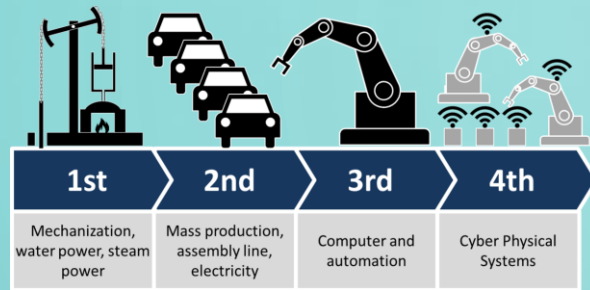 1st
2nd
3rd
4th
Mechanization,
water power, steam
power
Mass production,
assembly line,
electricity
Computer and
automation
Cyber Physical
Systems